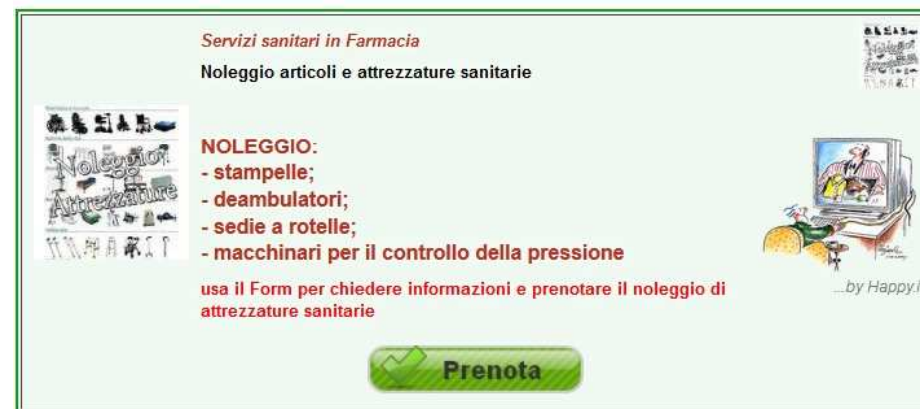 Servizi sanitari in Farmacia
Noleggio articoli e attrezzature sanitarie
Noleggio
Attrezzature
NOLEGGIO:
- stampelle;
- deambulatori;
- sedie a rotelle;
- macchinari per il controllo della pressione
usa il Form per chiedere informazioni e prenotare il noleggio di
attrezzature sanitarie
...by Happy.
Prenota